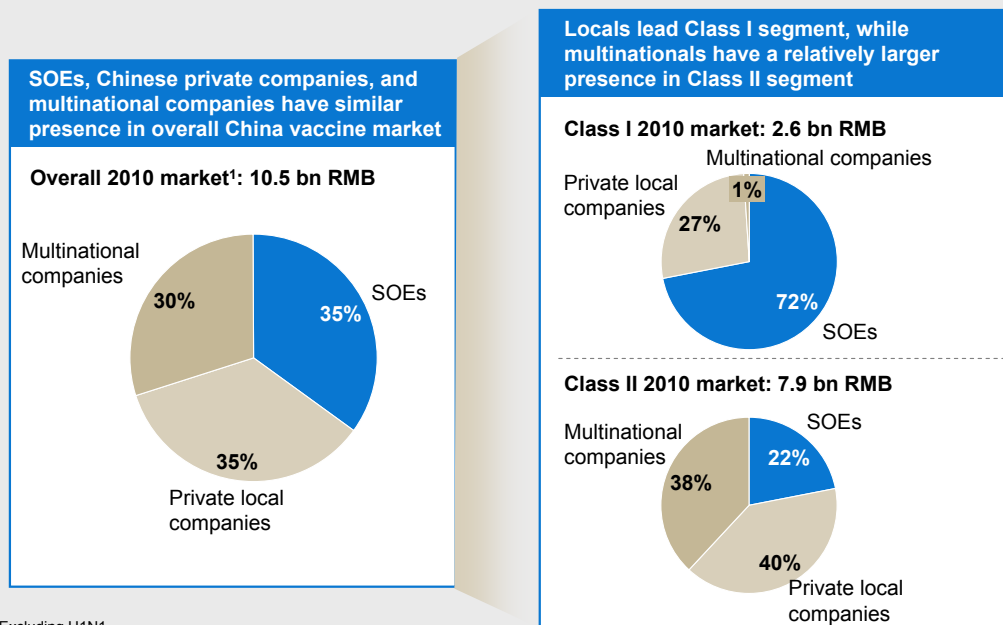 SOEs, Chinese private companies, and
multinational companies have similar
presence in overall China vaccine market
Overall 2010 market¹: 10.5 bn RMB
Multinational
companies
30%
35%
SOEs
35%
Private local
companies
Locals lead Class I segment, while
multinationals have a relatively larger
presence in Class II segment
Class I 2010 market: 2.6 bn RMB
Multinational companies
Private local
companies
1%
27%
72%
SOEs
Class II 2010 market: 7.9 bn RMB
SOEs
Multinational
companies
22%
38%
40%
Private local
companies
Excluding H1N1